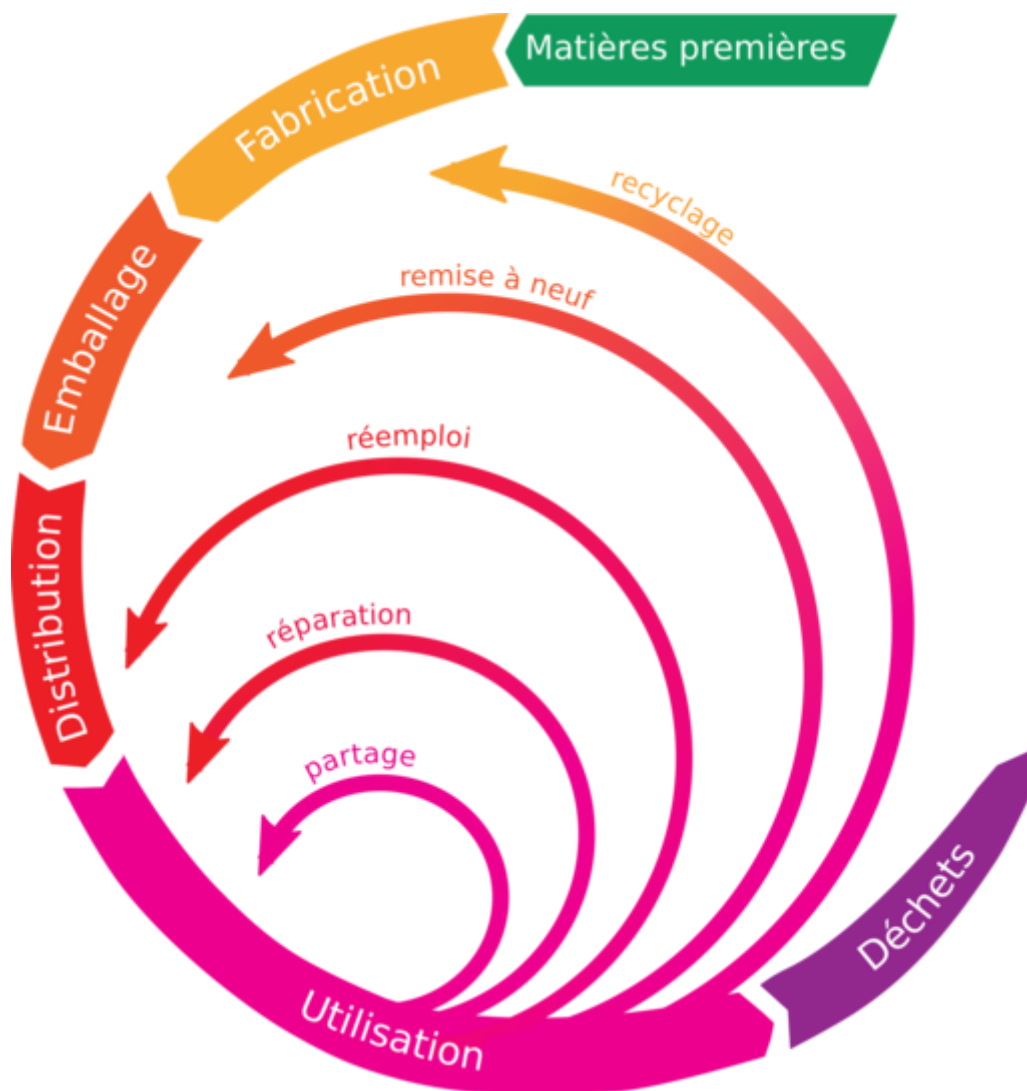 Matières premières
Fabrication
Emballage
Distribution
Utilisation
Déchets
recyclage
remise à neuf
réemploi
réparation
partage